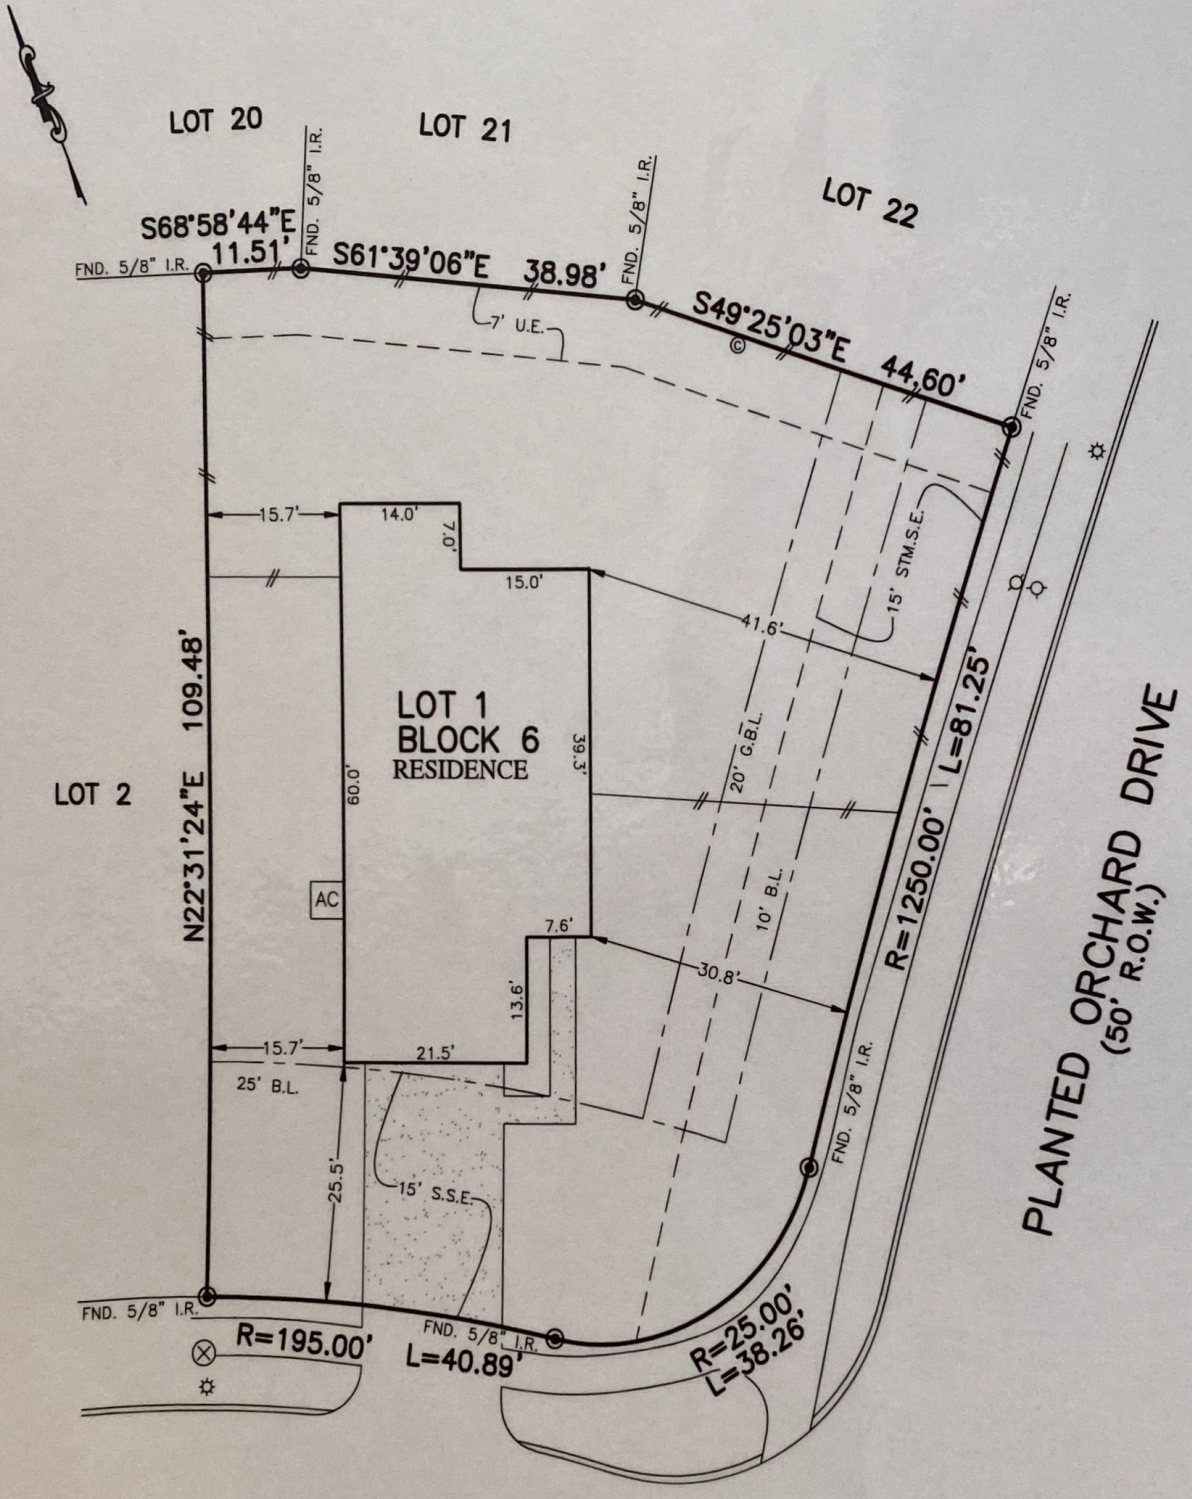 LOT 20
LOT 21
LOT 22
S68°58'44"E
11.51'
FND. 5/8" I.R.
FND. 5/8" I.R.
S61°39'06"E 38.98'
FND. 5/8" I.R.
S49°25'03"E 44.60'
FND. 5/8" I.R.
7' U.E.
©
15.7'
14.0'
7.0'
15.0'
41.6'
15' STM.S.E.
N22°31'24"E 109.48'
LOT 2
LOT 1
BLOCK 6
RESIDENCE
60.0'
39.3'
20' G.B.L.
10' B.L.
R=1250.00' L=81.25'
PLANTED ORCHARD DRIVE
(50' R.O.W.)
AC
7.6'
13.6'
30.8'
15.7'
21.5'
25' B.L.
25.5'
15' S.S.E.
FND. 5/8" I.R.
FND. 5/8" I.R.
R=195.00'
L=40.89'
FND. 5/8" I.R.
R=25.00'
L=38.26'